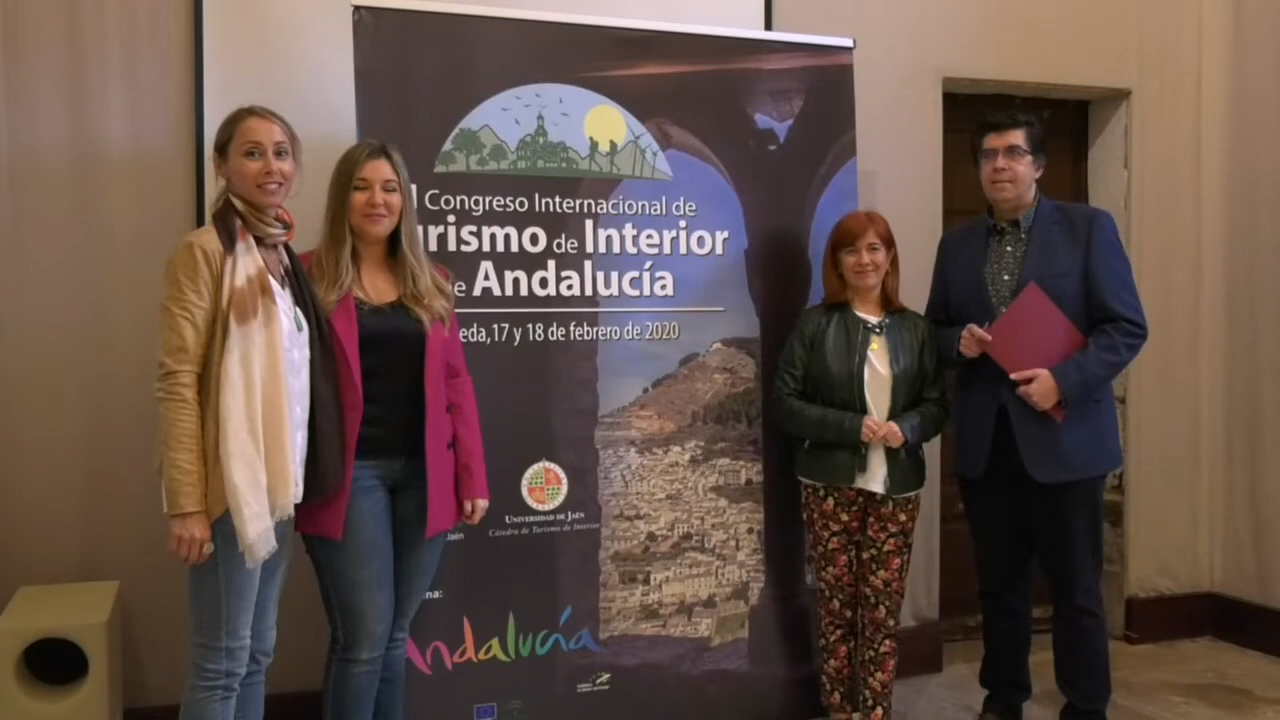 Congreso Internacional de
urismo de Interior
e Andalucía
eda, 17 y 18 de febrero de 2020
UNIVERSIDAD DE JAÉN
Cátedra de Turismo de Interior
Jaén
na:
Andalucía